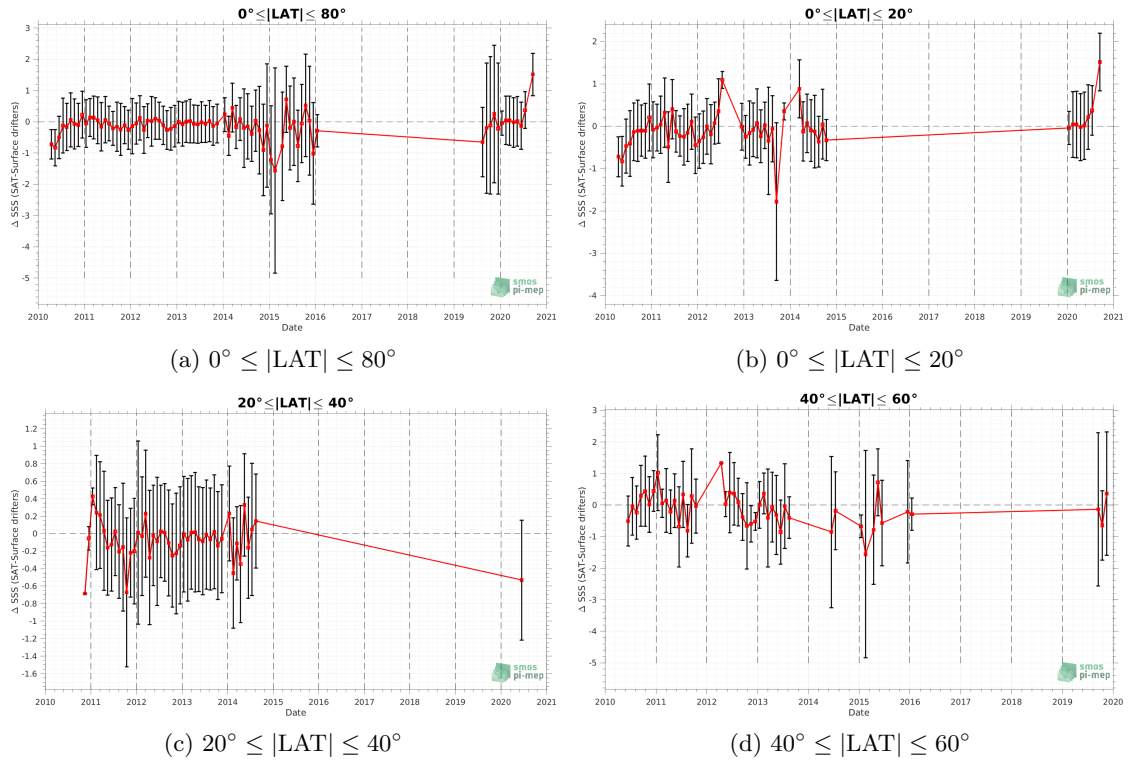 0°≤|LAT|≤ 80°
Δ SSS (SAT-Surface drifters)
3
2
1
0
-1
-2
-3
-4
-5
2010 2011 2012 2013 2014 2015 2016 2017 2018 2019 2020 2021
Date
smos
pi-mep
(a) 0° ≤ |LAT| ≤ 80°
0°≤|LAT|≤ 20°
Δ SSS (SAT-Surface drifters)
2
1
0
-1
-2
-3
-4
2010 2011 2012 2013 2014 2015 2016 2017 2018 2019 2020 2021
Date
smos
pi-mep
(b) 0° ≤ |LAT| ≤ 20°
20°≤|LAT|≤ 40°
Δ SSS (SAT-Surface drifters)
1.2
1
0.8
0.6
0.4
0.2
0
-0.2
-0.4
-0.6
-0.8
-1
-1.2
-1.4
-1.6
2010 2011 2012 2013 2014 2015 2016 2017 2018 2019 2020 2021
Date
smos
pi-mep
(c) 20° ≤ |LAT| ≤ 40°
40°≤|LAT|≤ 60°
Δ SSS (SAT-Surface drifters)
3
2
1
0
-1
-2
-3
-4
-5
2010 2011 2012 2013 2014 2015 2016 2017 2018 2019 2020
Date
smos
pi-mep
(d) 40° ≤ |LAT| ≤ 60°